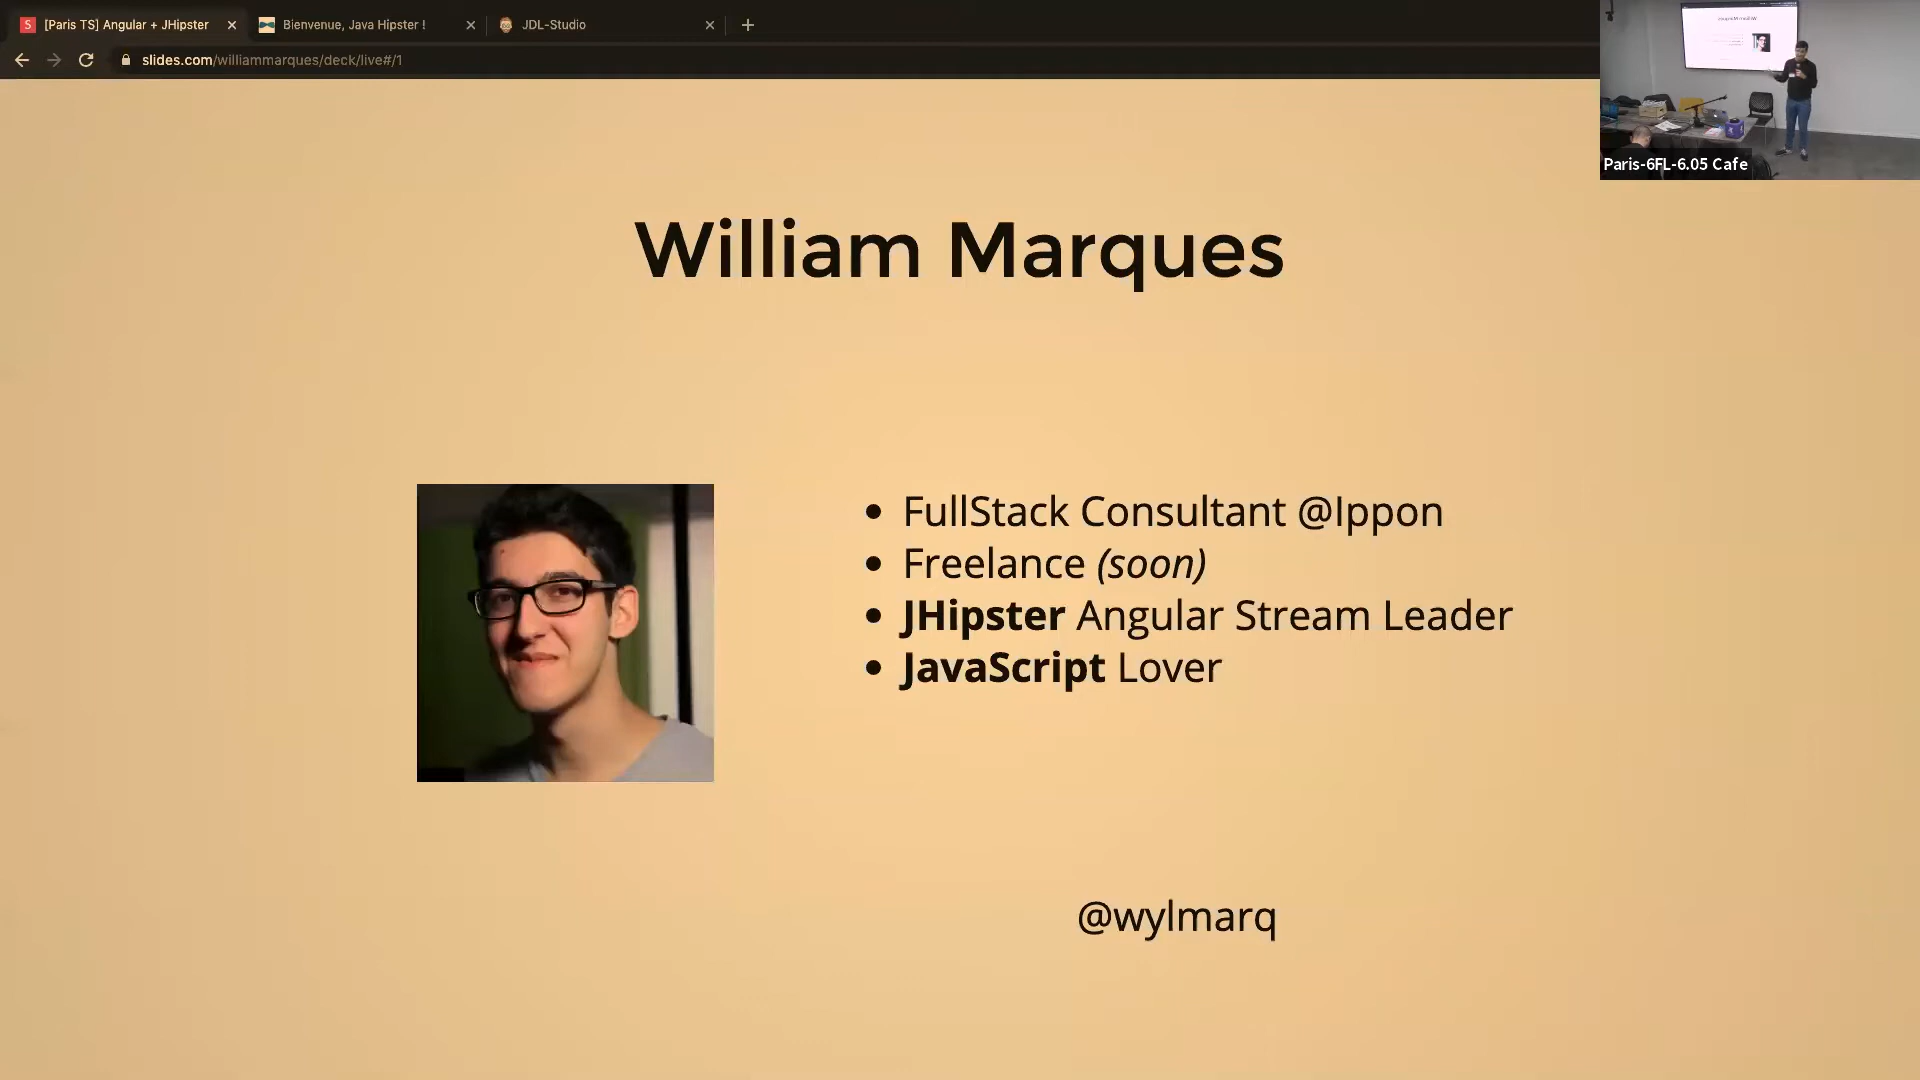 [Paris TS] Angular + JHipster
Bienvenue, Java Hipster !
JDL-Studio
slides.com/williammarques/deck/live#/1
Paris-6FL-6.05 Cafe
William Marques
• FullStack Consultant @Ippon
• Freelance (soon)
• JHipster Angular Stream Leader
• JavaScript Lover
@wylmarq